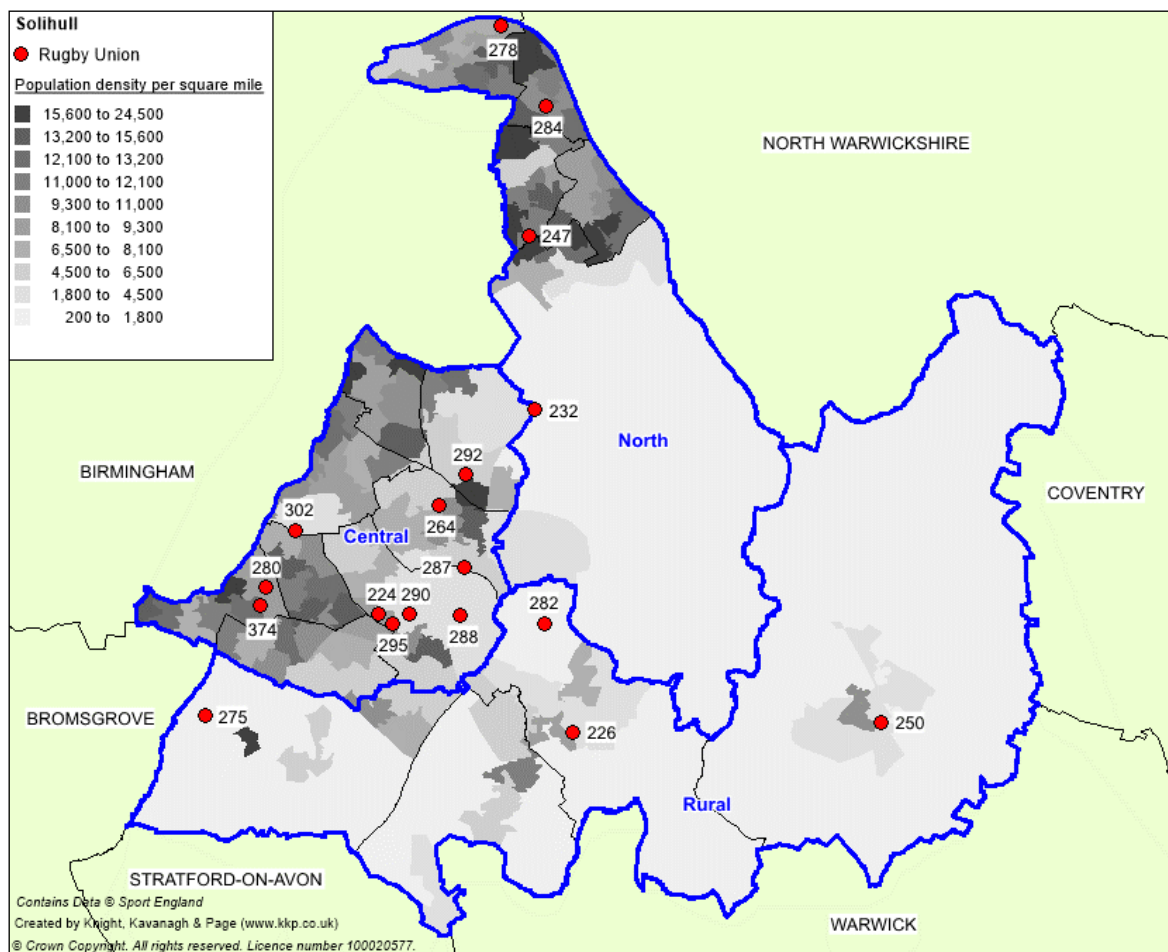 Solihull
Rugby Union
Population density per square mile
15,600 to 24,500
13,200 to 15,600
12,100 to 13,200
11,000 to 12,100
9,300 to 11,000
8,100 to 9,300
6,500 to 8,100
4,500 to 6,500
1,800 to 4,500
200 to 1,800
278
284
NORTH WARWICKSHIRE
247
232
North
292
BIRMINGHAM
COVENTRY
302
264
Central
287
280
224
290
282
374
295
288
BROMSGROVE
275
226
250
Rural
STRATFORD-ON-AVON
WARWICK
Contains Data © Sport England
Created by Knight, Kavanagh & Page (www.kkp.co.uk)
© Crown Copyright. All rights reserved. Licence number 100020577.